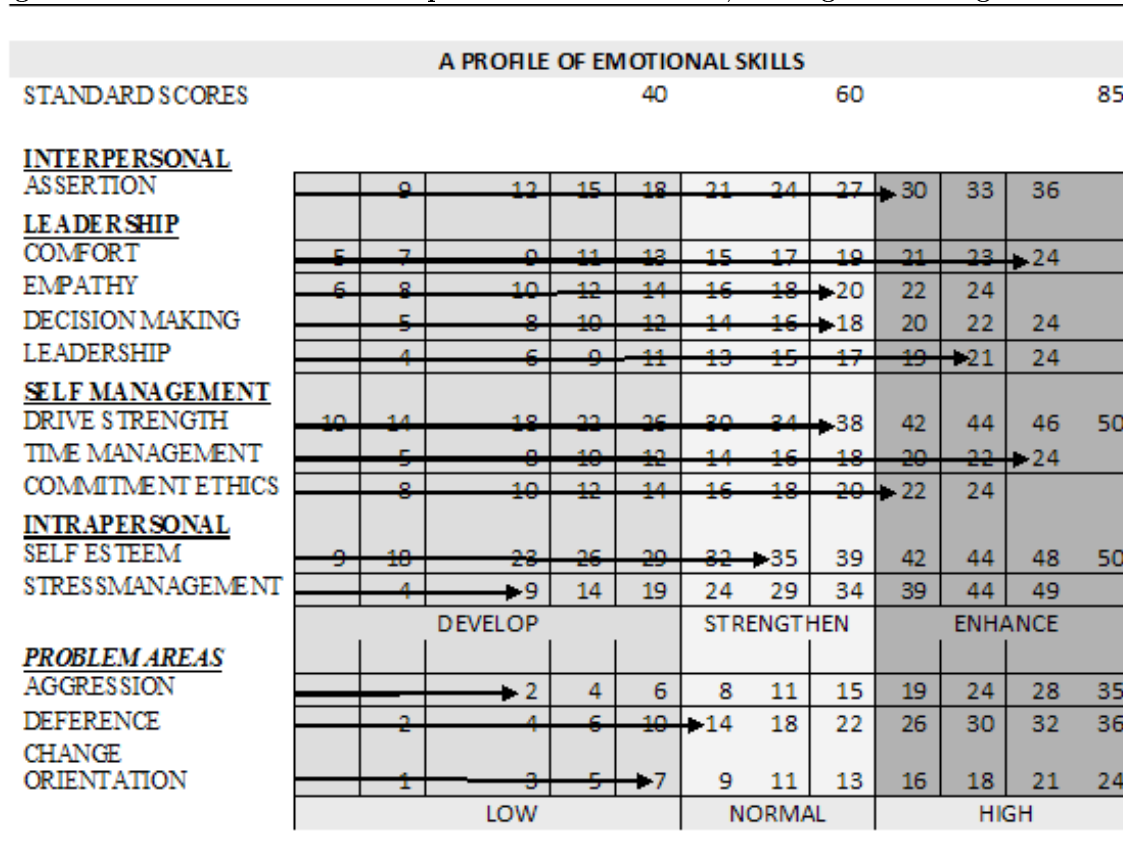 A PROFILE OF EMOTIONAL SKILLS
STANDARD SCORES 40 60 85
INTERPERSONAL
ASSERTION 9 12 15 18 21 24 27 30 33 36
LEADERSHIP
COMFORT 5 7 9 11 13 15 17 19 21 23 24
EMPATHY 6 8 10 12 14 16 18 20 22 24
DECISION MAKING 5 8 10 12 14 16 18 20 22 24
LEADERSHIP 4 6 9 11 13 15 17 19 21 24
SELF MANAGEMENT
DRIVE STRENGTH 10 14 18 22 26 30 34 38 42 44 46 50
TIME MANAGEMENT 5 8 10 12 14 16 18 20 22 24
COMMITMENT ETHICS 8 10 12 14 16 18 20 22 24
INTRAPERSONAL
SELF ESTEEM 9 18 23 26 29 32 35 39 42 44 48 50
STRESSMANAGEMENT 4 9 14 19 24 29 34 39 44 49
DEVELOP STRENGTHEN ENHANCE
PROBLEM AREAS
AGGRESSION 2 4 6 8 11 15 19 24 28 35
DEFERENCE 2 4 6 10 14 18 22 26 30 32 36
CHANGE
ORIENTATION 1 3 5 7 9 11 13 16 18 21 24
LOW NORMAL HIGH